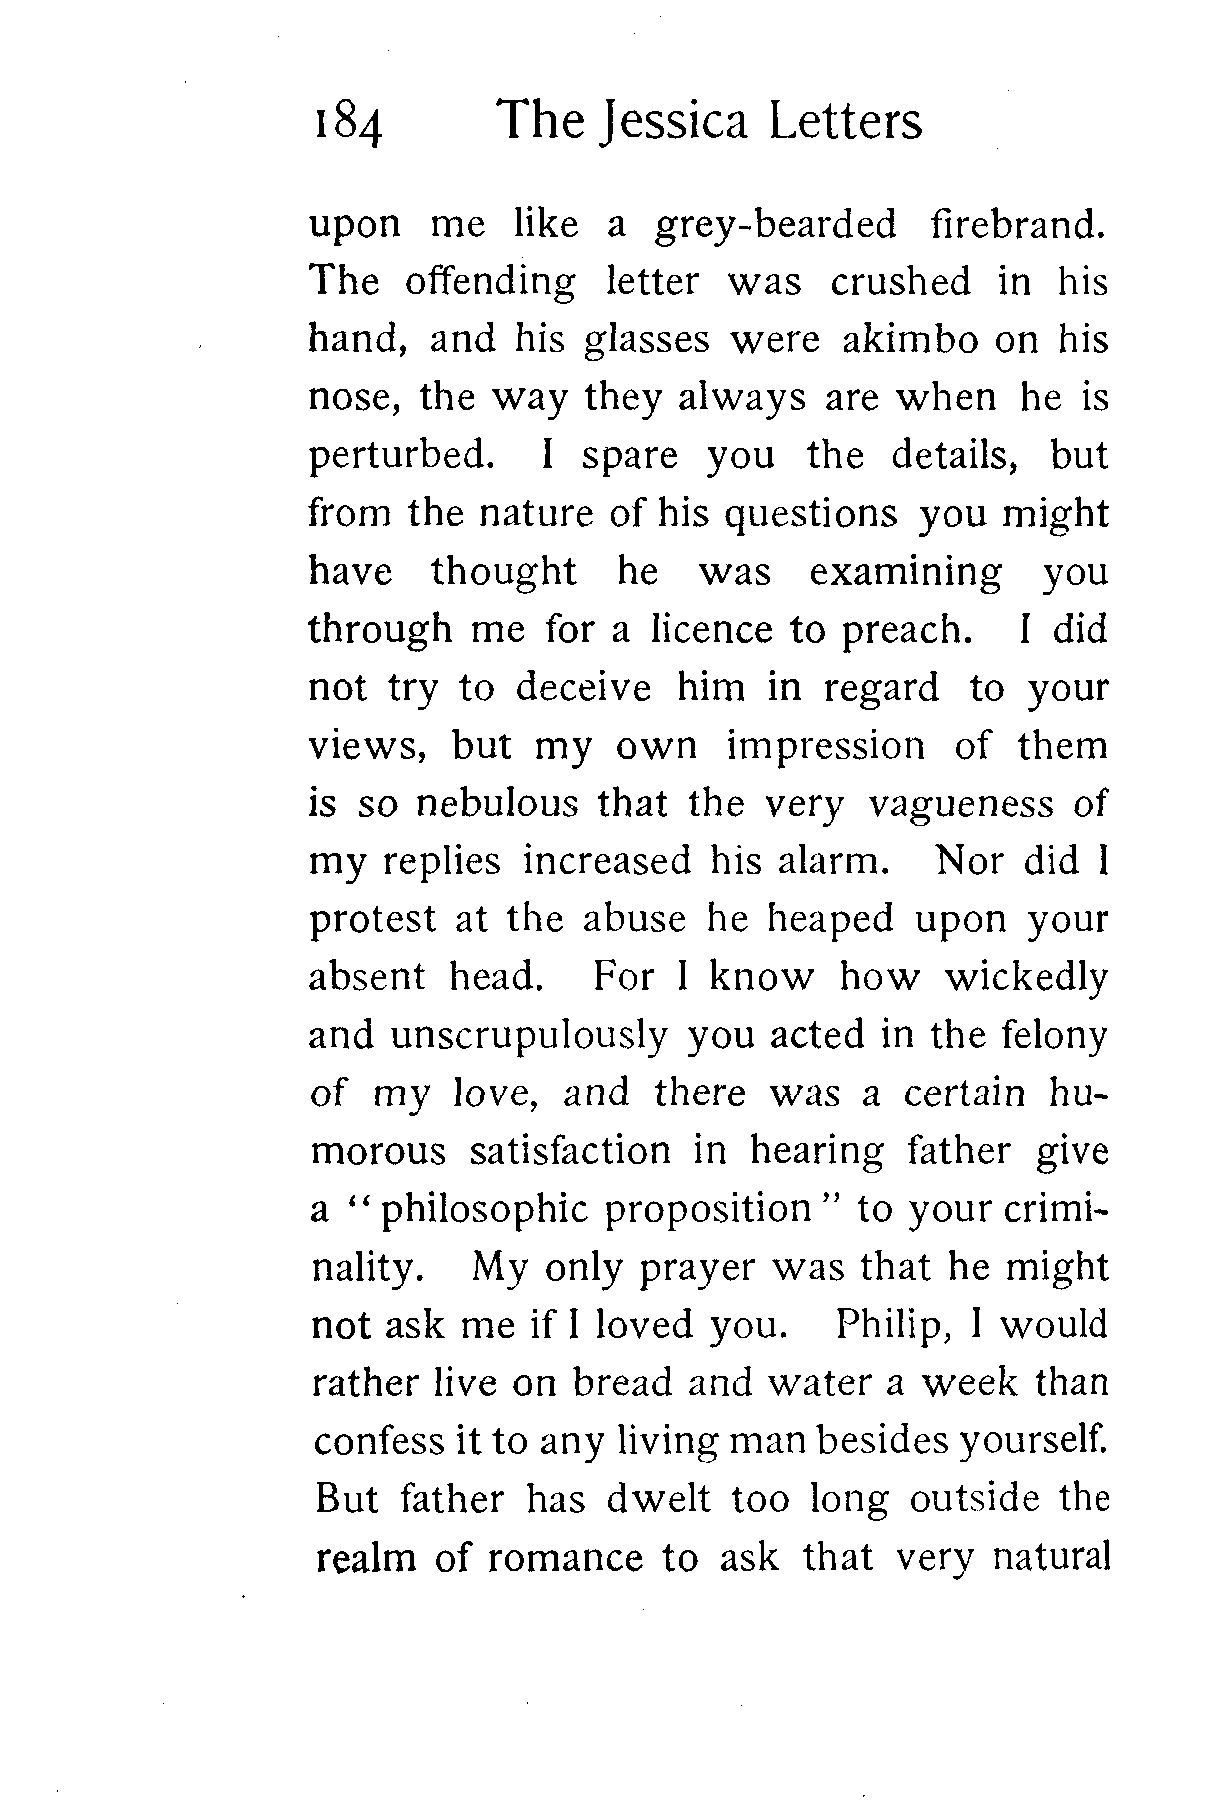 184 The Jessica Letters
upon me like a grey-bearded firebrand.
The offending letter was crushed in his
hand, and his glasses were akimbo on his
nose, the way they always are when he is
perturbed. I spare you the details, but
from the nature of his questions you might
have thought he was examining you
through me for a licence to preach. I did
not try to deceive him in regard to your
views, but my own impression of them
is so nebulous that the very vagueness of
my replies increased his alarm. Nor did I
protest at the abuse he heaped upon your
absent head. For I know how wickedly
and unscrupulously you acted in the felony
of my love, and there was a certain hu-
morous satisfaction in hearing father give
a “ philosophic proposition ” to your crimi-
nality. My only prayer was that he might
not ask me if I loved you. Philip, I would
rather live on bread and water a week than
confess it to any living man besides yourself.
But father has dwelt too long outside the
realm of romance to ask that very natural